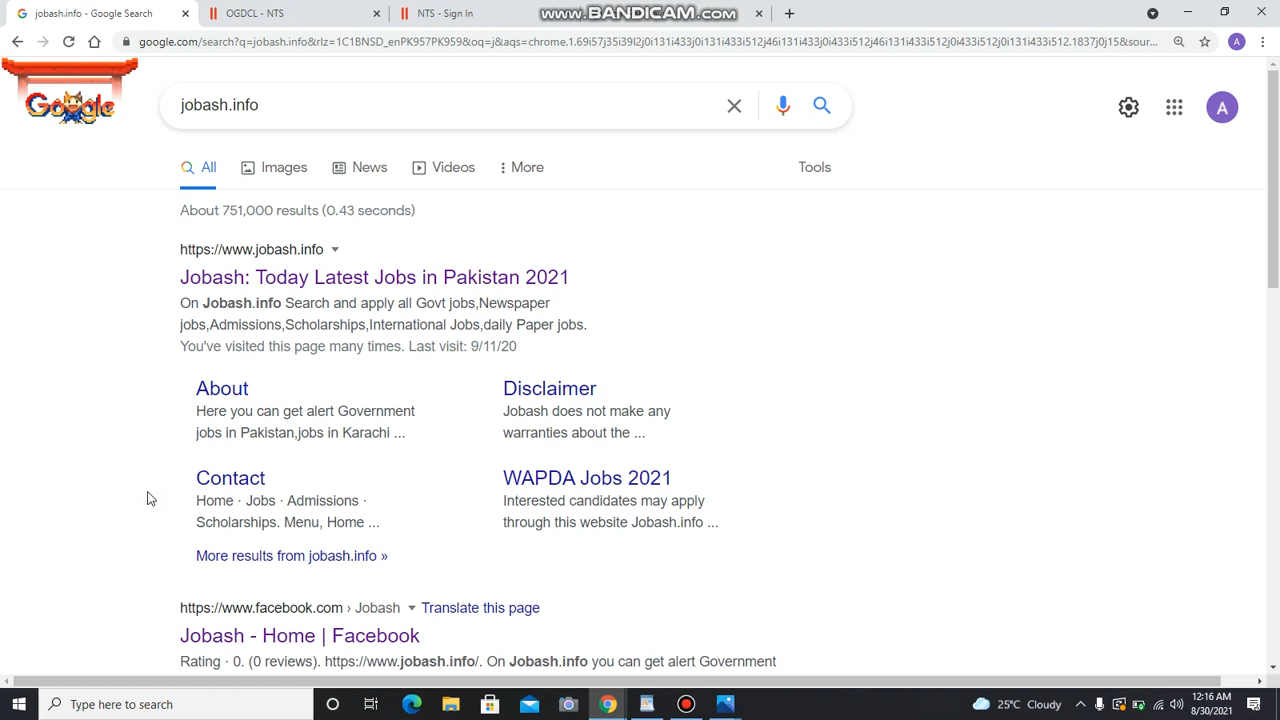 jobash.info - Google Search
OGDCL - NTS
NTS - Sign In
www.BANDICAM.com
google.com/search?q=jobash.info&rlz=1C1BNSD_enPK957PK959&oq=j&aqs=chrome.1.69i57j35i39l2j0i131i433j0i131i433i512j46i131i433j0i433i512j46i131i433i512j0i433i512j0i131i433i512.1837j0j15&sour...
A
Google
jobash.info
A
All
Images
News
Videos
More
Tools
About 751,000 results (0.43 seconds)
https://www.jobash.info
Jobash: Today Latest Jobs in Pakistan 2021
On Jobash.info Search and apply all Govt jobs,Newspaper
jobs,Admissions,Scholarships,International Jobs,daily Paper jobs.
You've visited this page many times. Last visit: 9/11/20
About
Here you can get alert Government
jobs in Pakistan,jobs in Karachi ...
Disclaimer
Jobash does not make any
warranties about the ...
Contact
Home · Jobs · Admissions ·
Scholarships. Menu, Home ...
WAPDA Jobs 2021
Interested candidates may apply
through this website Jobash.info ...
More results from jobash.info »
https://www.facebook.com › Jobash Translate this page
Jobash - Home | Facebook
Rating · 0. (0 reviews). https://www.jobash.info/. On Jobash.info you can get alert Government
Type here to search
25°C Cloudy
12:16 AM
8/30/2021